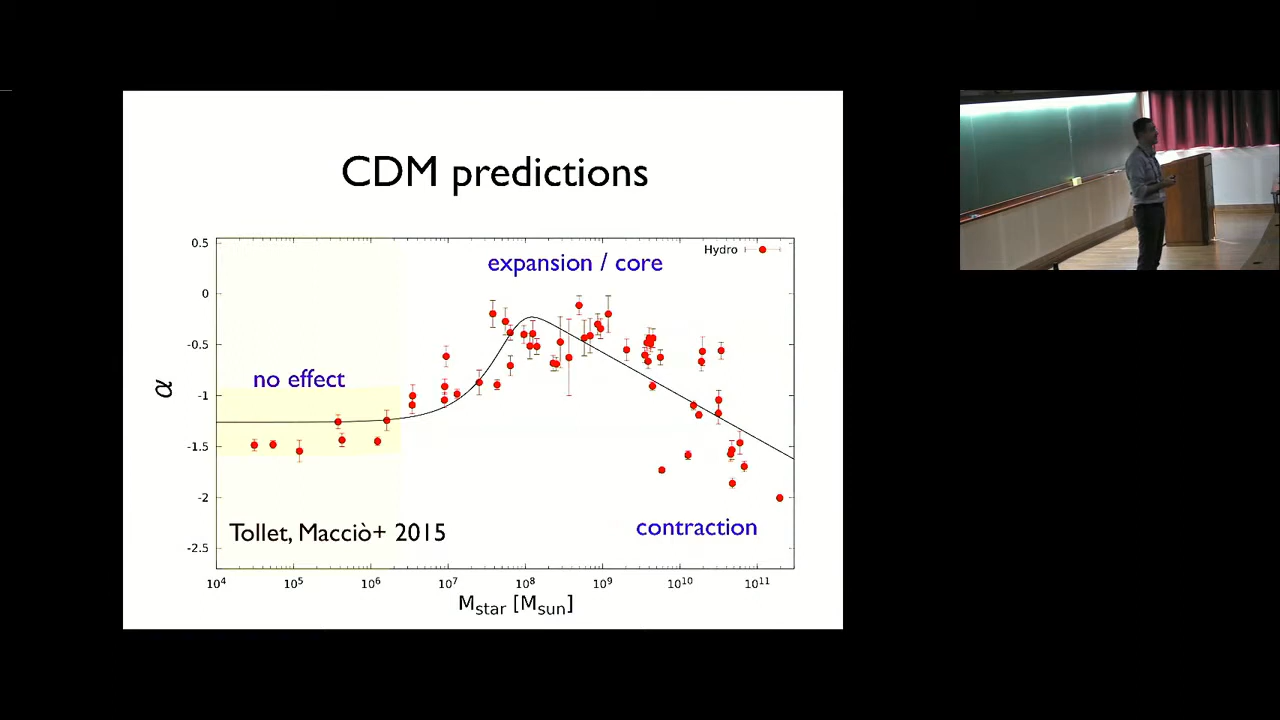 CDM predictions
0.5
0
-0.5
-1
-1.5
-2
-2.5
α
Hydro
expansion / core
no effect
contraction
Tollet, Macciò+ 2015
10⁴ 10⁵ 10⁶ 10⁷ 10⁸ 10⁹ 10¹⁰ 10¹¹
Mstar [Msun]